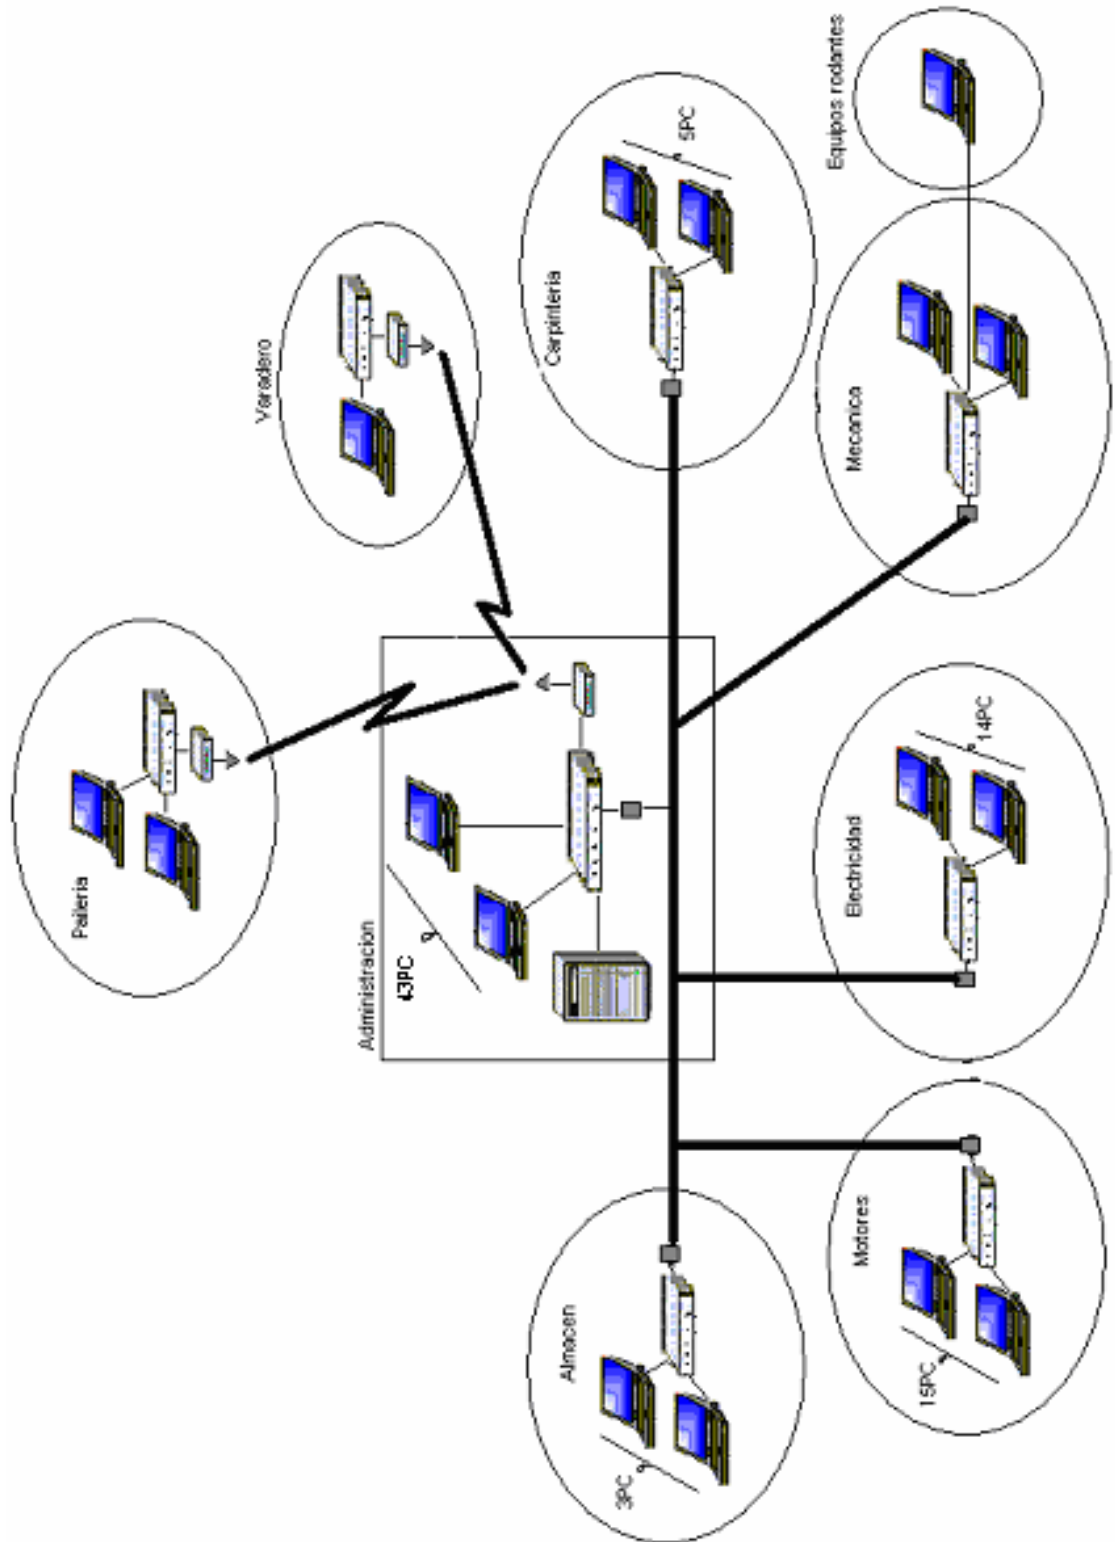 Paileria
Varadero
Administracion
43PC
Almacen
Carpinteria
3PC
5PC
Motores
Electricidad
Mecanica
Equipos rodantes
15PC
14PC